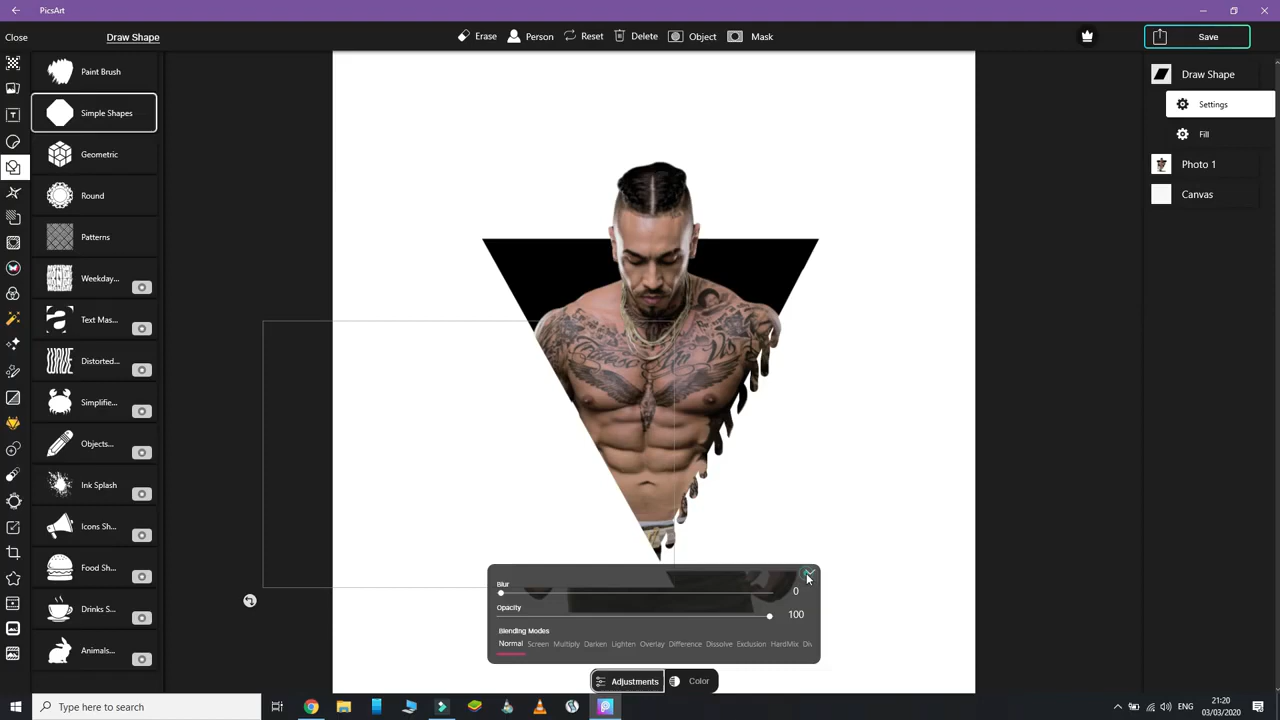 PicsArt
Close
Draw Shape
Erase
Person
Reset
Delete
Object
Mask
Save
Paint Brush
Simple Shapes
Geometric
Round
Patterns
Weekday...
Text Mas...
Distorted...
Simplifie...
Objects...
Ink Splash
Icons Sh...
Food Sh...
Drinks S...
Animals...
Draw Shape
Settings
Fill
Photo 1
Canvas
Blur
0
Opacity
100
Blending Modes
Normal Screen Multiply Darken Lighten Overlay Difference Dissolve Exclusion HardMix Div
Adjustments
Color
Type here to search
ENG
21:20
03/03/2020